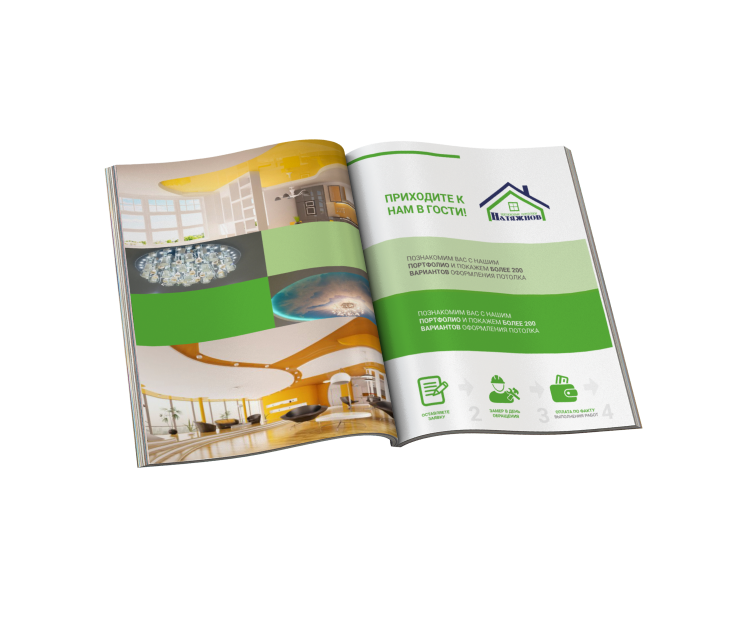 ПРИХОДИТЕ К
НАМ В ГОСТИ!
НАТЯЖНОВ
ПОЗНАКОМИМ ВАС С НАШИМ
ПОРТФОЛИО И ПОКАЖЕМ БОЛЕЕ 200
ВАРИАНТОВ ОФОРМЛЕНИЯ ПОТОЛКА
ПОЗНАКОМИМ ВАС С НАШИМ
ПОРТФОЛИО И ПОКАЖЕМ БОЛЕЕ 200
ВАРИАНТОВ ОФОРМЛЕНИЯ ПОТОЛКА
ОСТАВЛЯЕТЕ
ЗАЯВКУ
2
ЗАМЕР В ДЕНЬ
ОБРАЩЕНИЯ
3
ОПЛАТА ПО ФАКТУ
ВЫПОЛНЕНИЯ РАБОТ
4